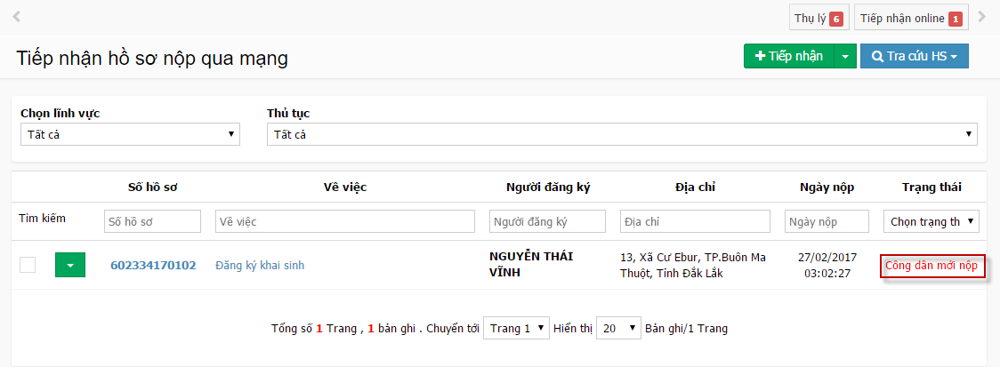 Thụ lý 6 Tiếp nhận online 1
Tiếp nhận hồ sơ nộp qua mạng
Tiếp nhận Tra cứu HS
Chọn lĩnh vực Thủ tục
Tất cả Tất cả
Số hồ sơ Về việc Người đăng ký Địa chỉ Ngày nộp Trạng thái
Tìm kiếm Số hồ sơ Về việc Người đăng ký Địa chỉ Ngày nộp Chọn trạng th
602334170102 Đăng ký khai sinh NGUYỄN THÁI VĨNH 13, Xã Cư Ebur, TP.Buôn Ma Thuột, Tỉnh Đắk Lắk 27/02/2017 03:02:27 Công dân mới nộp
Tổng số 1 Trang , 1 bản ghi . Chuyển tới Trang 1 Hiển thị 20 Bản ghi/1 Trang